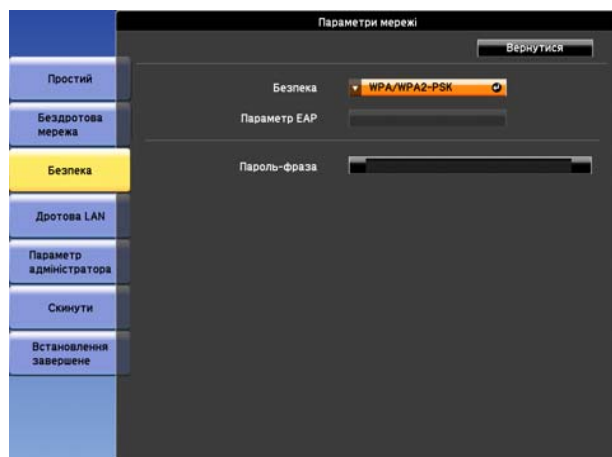 Параметри мережі
Вернутися
Простий
Бездротова
мережа
Безпека
Дротова LAN
Параметр
адміністратора
Скинути
Встановлення
завершене
Безпека
WPA/WPA2-PSK
Параметр EAP
Пароль-фраза